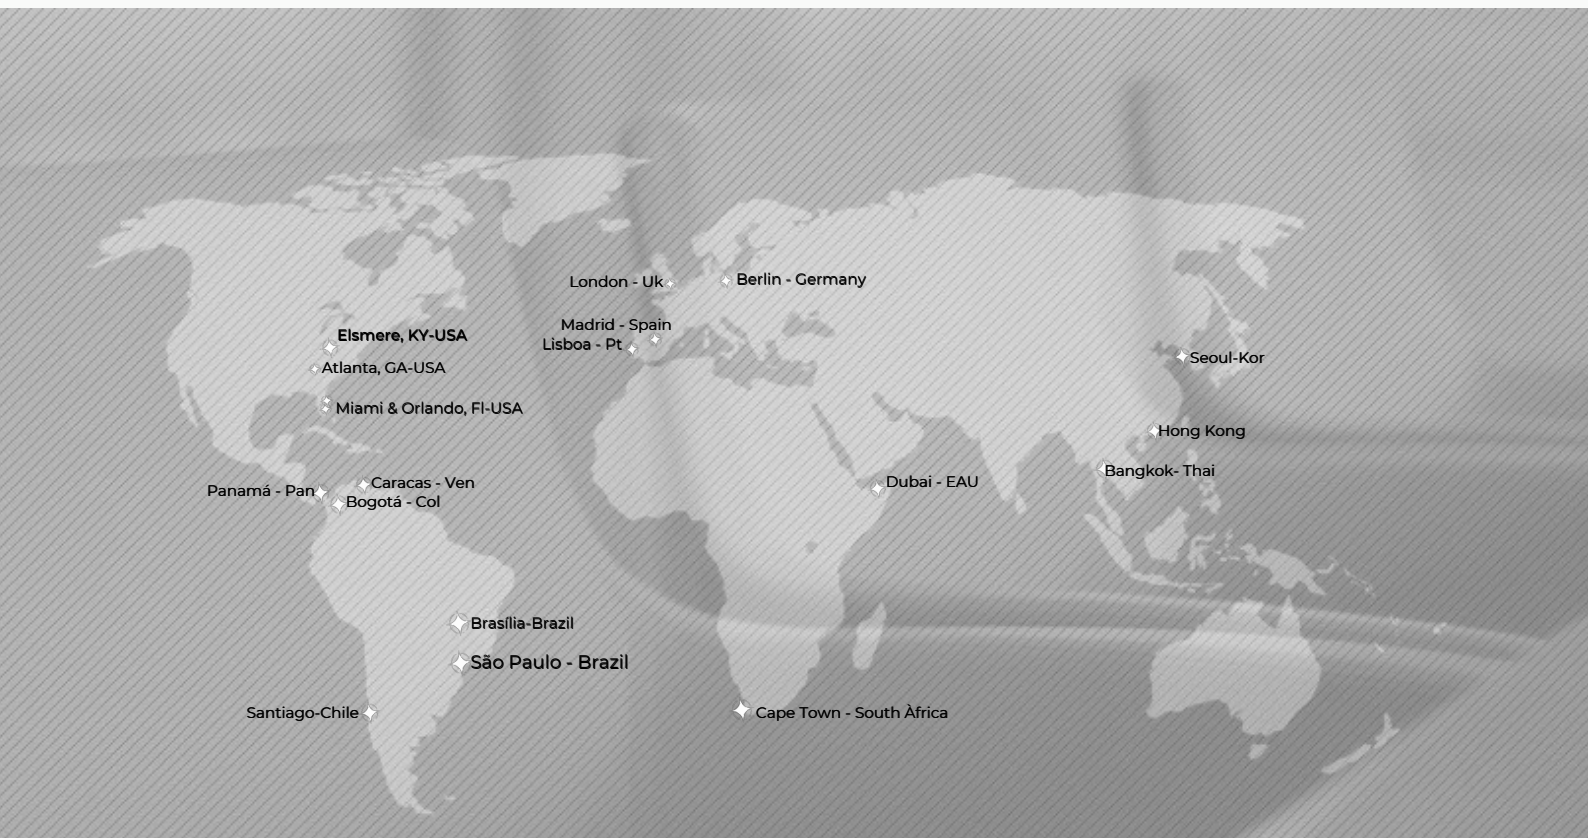 London - Uk
Berlin - Germany
Madrid - Spain
Lisboa - Pt
Elsmere, KY-USA
Atlanta, GA-USA
Miami & Orlando, Fl-USA
Seoul-Kor
Hong Kong
Bangkok- Thai
Panamá - Pan
Caracas - Ven
Bogotá - Col
Dubai - EAU
Brasília-Brazil
São Paulo - Brazil
Santiago-Chile
Cape Town - South Àfrica